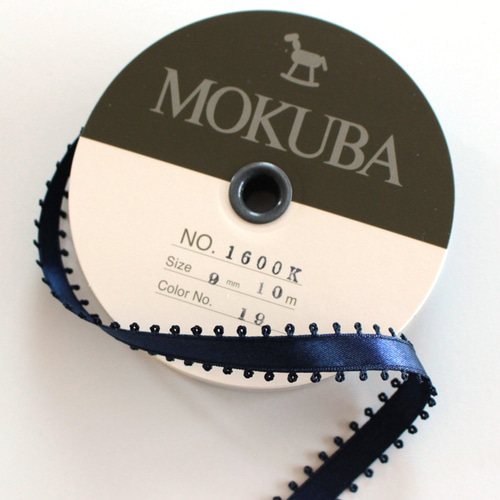 MOKUBA
NO. 1600K
Size 9 mm 10 m
Color No. 19